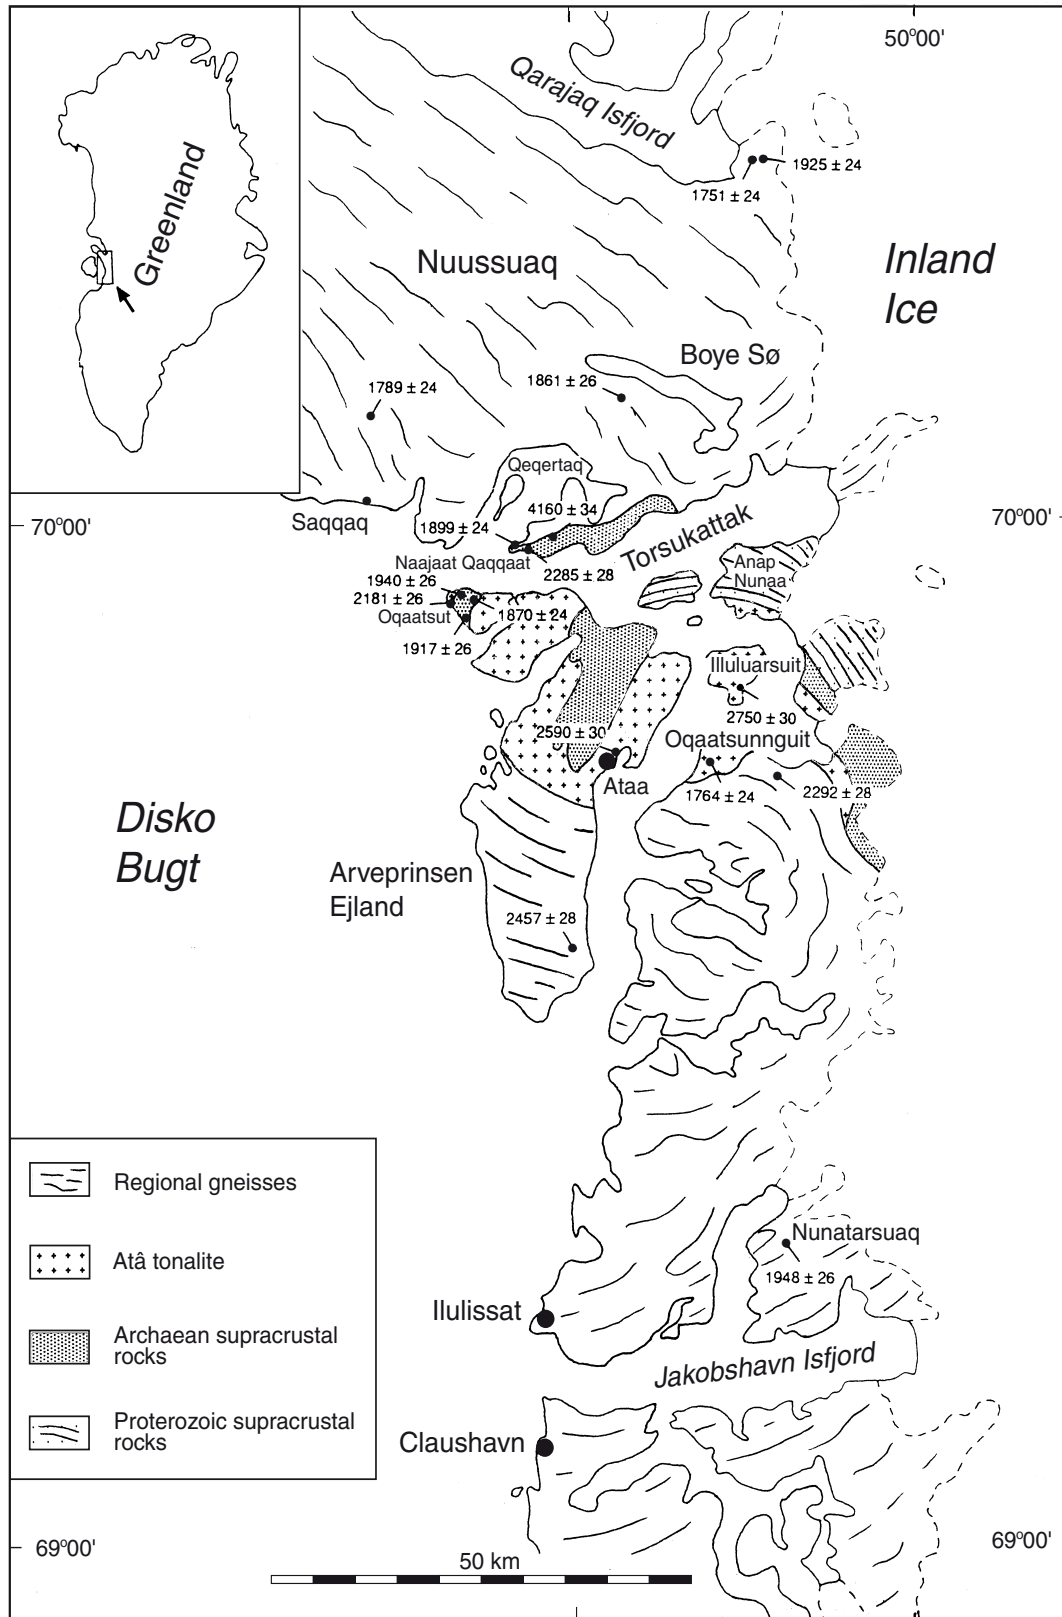 50°00'
Qarajaq Isfjord
1925 ± 24
1751 ± 24
Greenland
Nuussuaq
Inland
Ice
Boye Sø
1861 ± 26
1789 ± 24
Qeqertaq
4160 ± 34
Saqqaq
70°00'
70°00'
1899 ± 24
Torsukattak
Naajaat Qaqqaat
2285 ± 28
Anap
Nunaa
1940 ± 26
2181 ± 26
Oqaatsut
1870 ± 24
1917 ± 26
Illuluarsuit
2750 ± 30
2590 ± 30
Oqaatsunnguit
Ataa
1764 ± 24
2292 ± 28
Disko
Bugt
Arveprinsen
Ejland
2457 ± 28
Regional gneisses
Atâ tonalite
Archaean supracrustal
rocks
Proterozoic supracrustal
rocks
Nunatarsuaq
1948 ± 26
Ilulissat
Jakobshavn Isfjord
Claushavn
69°00'
69°00'
50 km